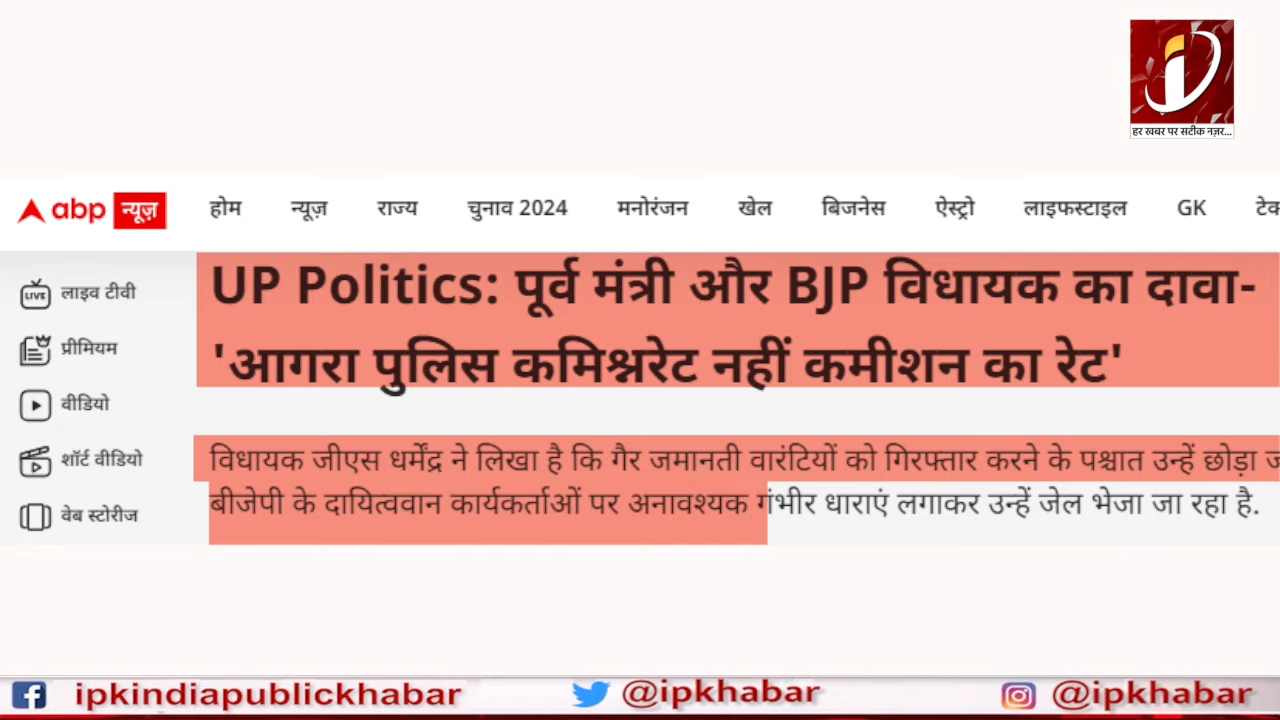 हर खबर पर सटीक नज़र...
abp न्यूज़ होम न्यूज़ राज्य चुनाव 2024 मनोरंजन खेल बिजनेस ऐस्ट्रो लाइफस्टाइल GK
UP Politics: पूर्व मंत्री और BJP विधायक का दावा-
लाइव टीवी
'आगरा पुलिस कमिश्नरेट नहीं कमीशन का रेट'
प्रीमियम
वीडियो
विधायक जीएस धर्मेंद्र ने लिखा है कि गैर जमानती वारंटियों को गिरफ्तार करने के पश्चात उन्हें छोड़ा
शॉर्ट वीडियो
बीजेपी के दायित्ववान कार्यकर्ताओं पर अनावश्यक गंभीर धाराएं लगाकर उन्हें जेल भेजा जा रहा है.
वेब स्टोरीज
ipkindiapublickhabar @ipkhabar @ipkhabar